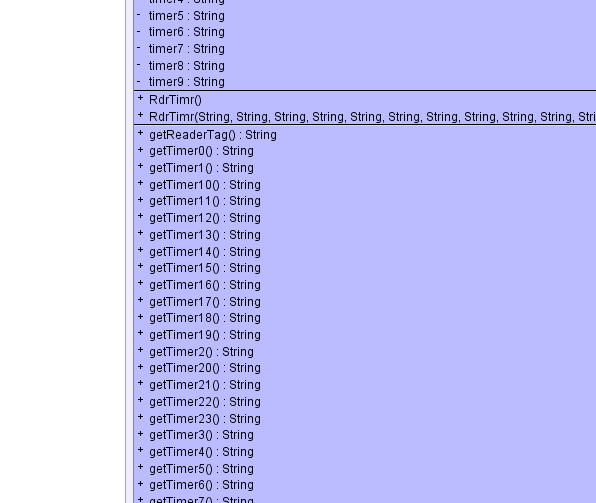 - timer4 : String
- timer5 : String
- timer6 : String
- timer7 : String
- timer8 : String
- timer9 : String
+ RdrTimr()
+ RdrTimr(String, String, String, String, String, String, String, String, String, String, Stri
+ getReaderTag() : String
+ getTimer0() : String
+ getTimer1() : String
+ getTimer10() : String
+ getTimer11() : String
+ getTimer12() : String
+ getTimer13() : String
+ getTimer14() : String
+ getTimer15() : String
+ getTimer16() : String
+ getTimer17() : String
+ getTimer18() : String
+ getTimer19() : String
+ getTimer2() : String
+ getTimer20() : String
+ getTimer21() : String
+ getTimer22() : String
+ getTimer23() : String
+ getTimer3() : String
+ getTimer4() : String
+ getTimer5() : String
+ getTimer6() : String
+ getTimer7() : String